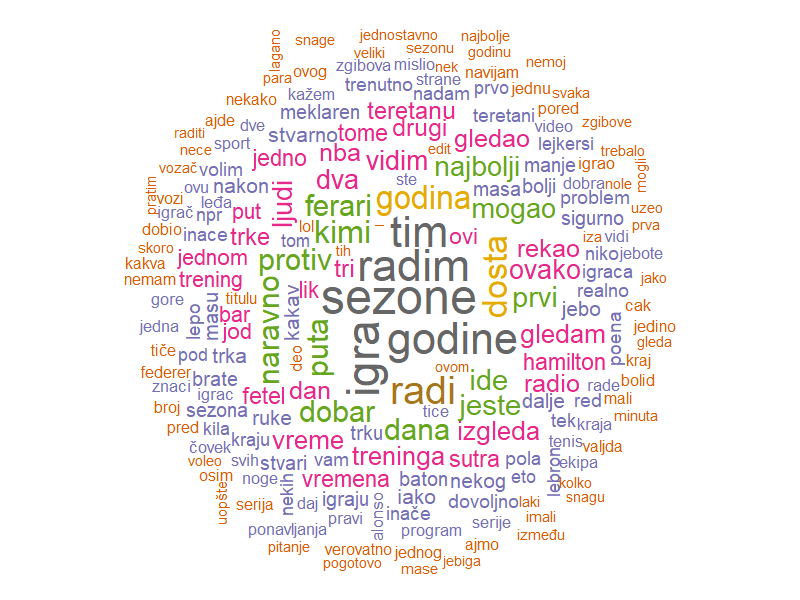 jednostavno
najbolje
snage
veliki
sezonu
godinu
lagano
zgibova
mislio
nek
nemoj
para
ovog
trenutno
strane
navijam
kažem
nadam
prvo
jednu
svaka
nekako
meklaren
teretanu
teretani
pored
ajde
dve
stvarno
tome
drugi
gledao
video
zgibove
raditi
sport
nba
vidim
edit
lejkersi
trebalo
nece
jedno
najbolji
manje
igrao
mogli
vozač
volim
dva
ste
masa
bolji
dobra
nole
pratim
ovu
nakon
ljudi
godina
problem
vozi
leđa
ferari
mogao
uzeo
igrač
npr
put
sigurno
dobio
lol
kimi
tim
–
iza
vidi
prva
inace
trke
tom
ovi
skoro
jednom
protiv
tih
radim
dosta
rekao
niko
jebote
kakva
tri
ovako
igraca
jako
nemam
trening
naravno
lik
sezone
prvi
realno
gore
masu
titulu
kakav
jebo
cak
jedna
lepo
bar
puta
igra
godine
gledam
poena
jedino
jod
gleda
tiče
pod
trka
deo
hamilton
kraj
federer
brate
ovom
radio
rade
bolid
znaci
igrac
fetel
dan
radi
ide
mali
broj
sezona
dobar
tice
jeste
dalje
red
minuta
pred
kila
ruke
dana
izgleda
tek
kraja
čovek
kraju
vreme
trku
tenis
valjda
voleo
svih
stvari
vam
treninga
sutra
pola
lebron
ekipa
osim
noge
nekih
vremena
baton
nekog
eto
kolko
uopšte
serija
daj
igraju
iako
dovoljno
laki
snagu
pravi
alonso
inače
imali
ponavljanja
program
serije
između
pitanje
verovatno
jednog
ajmo
pogotovo
mase
jebiga